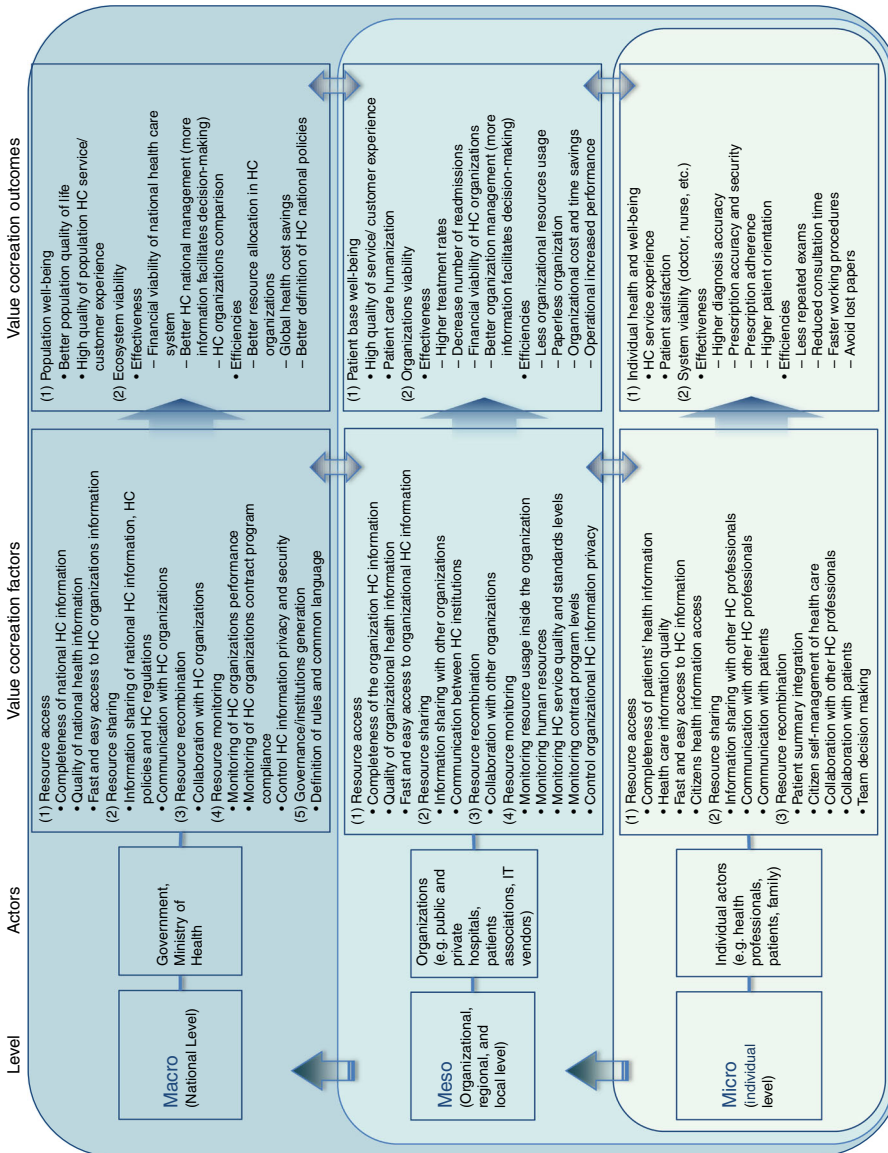 Level
Actors
Value cocreation factors
Value cocreation outcomes
Macro
(National Level)
Government,
Ministry of
Health
(1) Resource access
• Completeness of national HC information
• Quality of national health information
• Fast and easy access to HC organizations information
(2) Resource sharing
• Information sharing of national HC information, HC
policies and HC regulations
• Communication with HC organizations
(3) Resource recombination
• Collaboration with HC organizations
(4) Resource monitoring
• Monitoring of HC organizations performance
• Monitoring of HC organizations contract program
compliance
• Control HC information privacy and security
(5) Governance/institutions generation
• Definition of rules and common language
(1) Population well-being
• Better population quality of life
• High quality of population HC service/
customer experience
(2) Ecosystem viability
• Effectiveness
– Financial viability of national health care
system
– Better HC national management (more
information facilitates decision-making)
– HC organizations comparison
• Efficiencies
– Better resource allocation in HC
organizations
– Global health cost savings
– Better definition of HC national policies
Meso
(Organizational,
regional, and
local level)
Organizations
(e.g. public and
private
hospitals,
patients
associations, IT
vendors)
(1) Resource access
• Completeness of the organization HC information
• Quality of organizational health information
• Fast and easy access to organizational HC information
(2) Resource sharing
• Information sharing with other organizations
• Communication between HC institutions
(3) Resource recombination
• Collaboration with other organizations
(4) Resource monitoring
• Monitoring resource usage inside the organization
• Monitoring human resources
• Monitoring HC service quality and standards levels
• Monitoring contract program levels
• Control organizational HC information privacy
(1) Patient base well-being
• High quality of service/ customer experience
• Patient care humanization
(2) Organizations viability
• Effectiveness
– Higher treatment rates
– Decrease number of readmissions
– Financial viability of HC organizations
– Better organization management (more
information facilitates decision-making)
• Efficiencies
– Less organizational resources usage
– Paperless organization
– Organizational cost and time savings
– Operational increased performance
Micro
(individual
level)
Individual actors
(e.g. health
professionals,
patients, family)
(1) Resource access
• Completeness of patients' health information
• Health care information quality
• Fast and easy access to HC information
• Citizens health information access
(2) Resource sharing
• Information sharing with other HC professionals
• Communication with other HC professionals
• Communication with patients
(3) Resource recombination
• Patient summary integration
• Citizen self-management of health care
• Collaboration with other HC professionals
• Collaboration with patients
• Team decision making
(1) Individual health and well-being
• HC service experience
• Patient satisfaction
(2) System viability (doctor, nurse, etc.)
• Effectiveness
– Higher diagnosis accuracy
– Prescription accuracy and security
– Prescription adherence
– Higher patient orientation
• Efficiencies
– Less repeated exams
– Reduced consultation time
– Faster working procedures
– Avoid lost papers